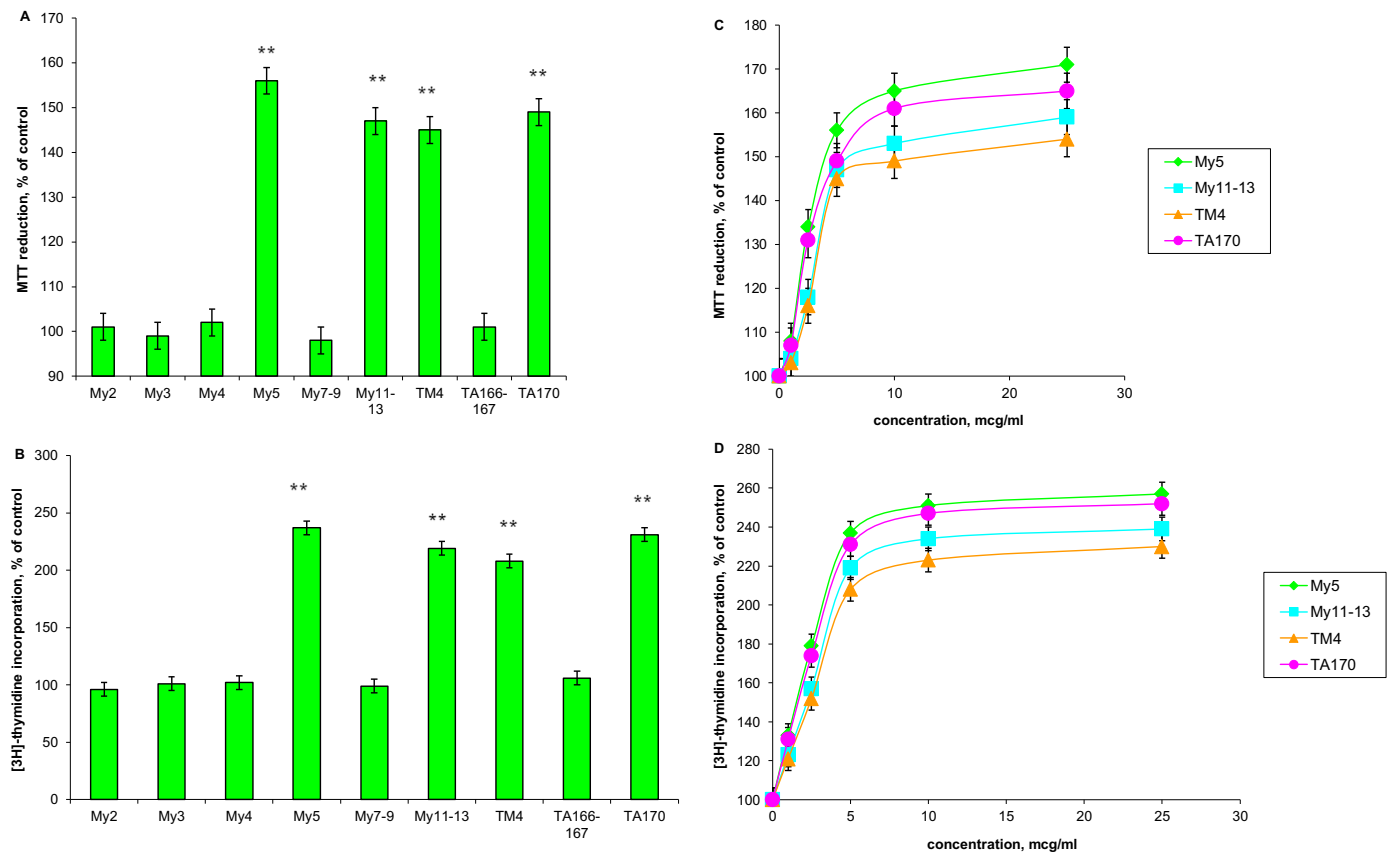 A
MTT reduction, % of control
170
160
150
140
130
120
110
100
90
**
**
**
**
My2
My3
My4
My5
My7-9
My11-
13
TM4
TA166-
167
TA170
B
[3H]-thymidine incorporation, % of control
300
250
200
150
100
50
0
**
**
**
**
My2
My3
My4
My5
My7-9
My11-13
TM4
TA166-
167
TA170
C
MTT reduction, % of control
180
170
160
150
140
130
120
110
100
0
10
20
30
concentration, mcg/ml
My5
My11-13
TM4
TA170
D
[3H]-thymidine incorporation, % of control
280
260
240
220
200
180
160
140
120
100
0
5
10
15
20
25
30
concentration, mcg/ml
My5
My11-13
TM4
TA170